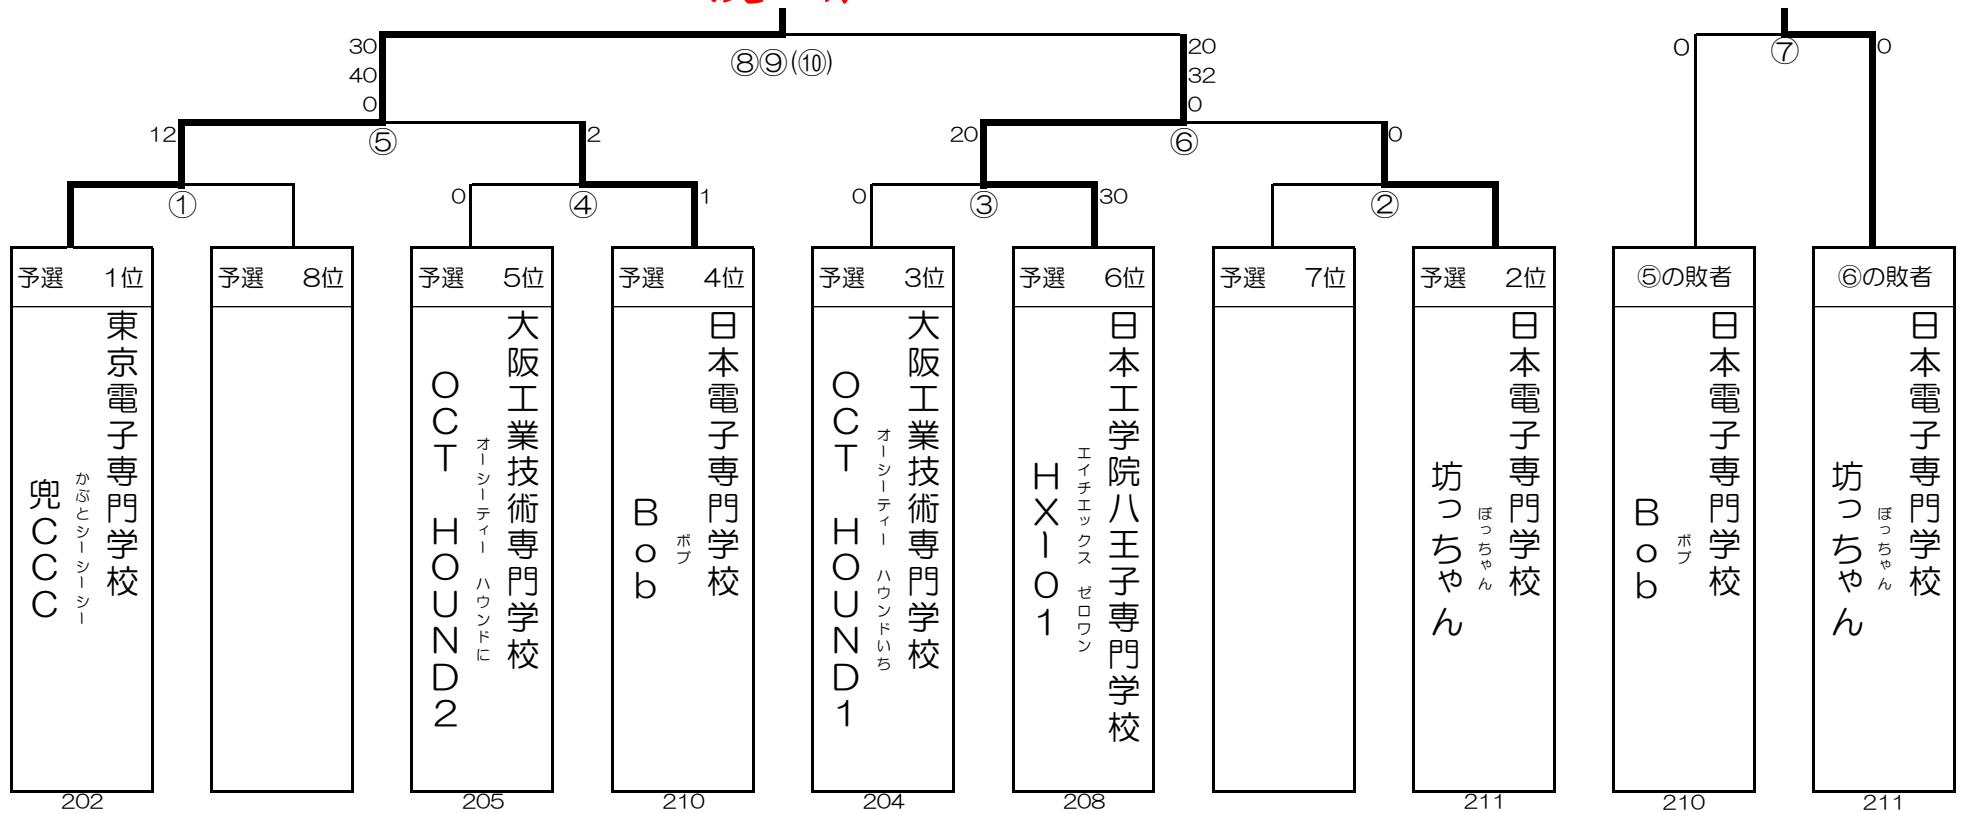 30
40
0
⑧⑨(⑩)
20
32
0
0
⑦
0
12
⑤
2
20
⑥
0
①
0
④
1
0
③
30
②
予選 1位
予選 8位
予選 5位
予選 4位
予選 3位
予選 6位
予選 7位
予選 2位
⑤の敗者
⑥の敗者
東京電子専門学校
かぶとシーシーシー
兜CCC
202
大阪工業技術専門学校
オーシーティー ハウンドに
OCT HOUND2
205
日本電子専門学校
ボブ
Bob
210
大阪工業技術専門学校
オーシーティー ハウンドいち
OCT HOUND1
204
日本工学院八王子専門学校
エイチエックス ゼロワン
HX-01
208
日本電子専門学校
ぼっちゃん
坊っちゃん
211
日本電子専門学校
ボブ
Bob
210
日本電子専門学校
ぼっちゃん
坊っちゃん
211